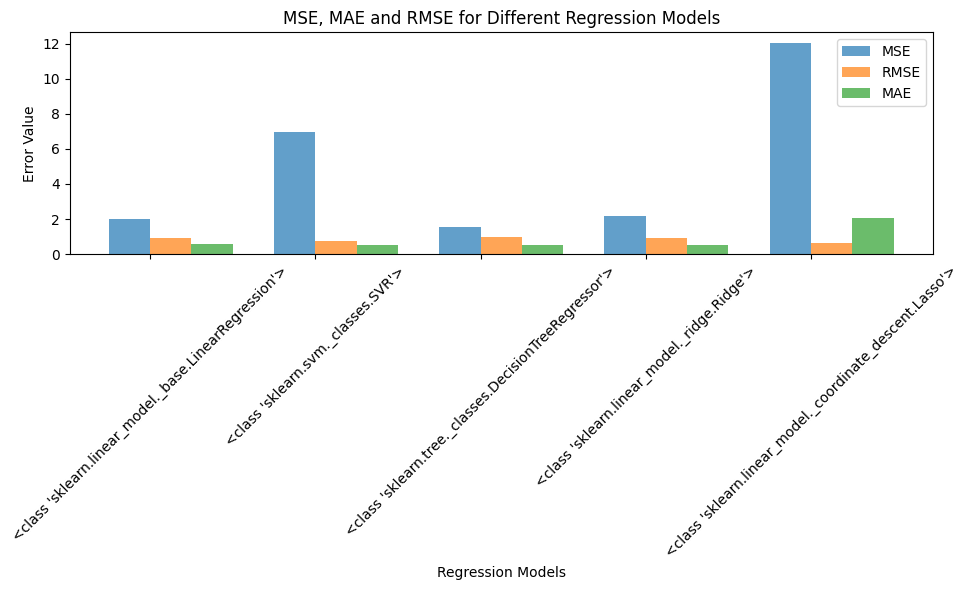 MSE, MAE and RMSE for Different Regression Models
MSE
RMSE
MAE
Error Value
12
10
8
6
4
2
0
<class 'sklearn.linear_model._base.LinearRegression'>
<class 'sklearn.svm._classes.SVR'>
<class 'sklearn.tree._classes.DecisionTreeRegressor'>
<class 'sklearn.linear_model._ridge.Ridge'>
<class 'sklearn.linear_model._coordinate_descent.Lasso'>
Regression Models